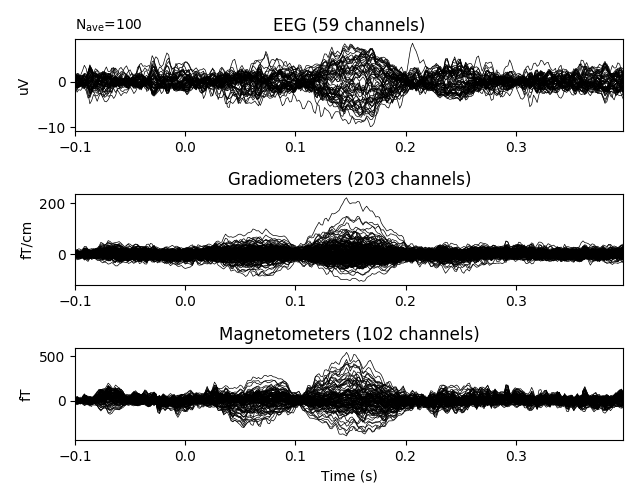 N_ave=100
EEG (59 channels)
uV
0
−10
−0.1 0.0 0.1 0.2 0.3
Gradiometers (203 channels)
fT/cm
200
0
−0.1 0.0 0.1 0.2 0.3
Magnetometers (102 channels)
fT
500
0
−0.1 0.0 0.1 0.2 0.3
Time (s)